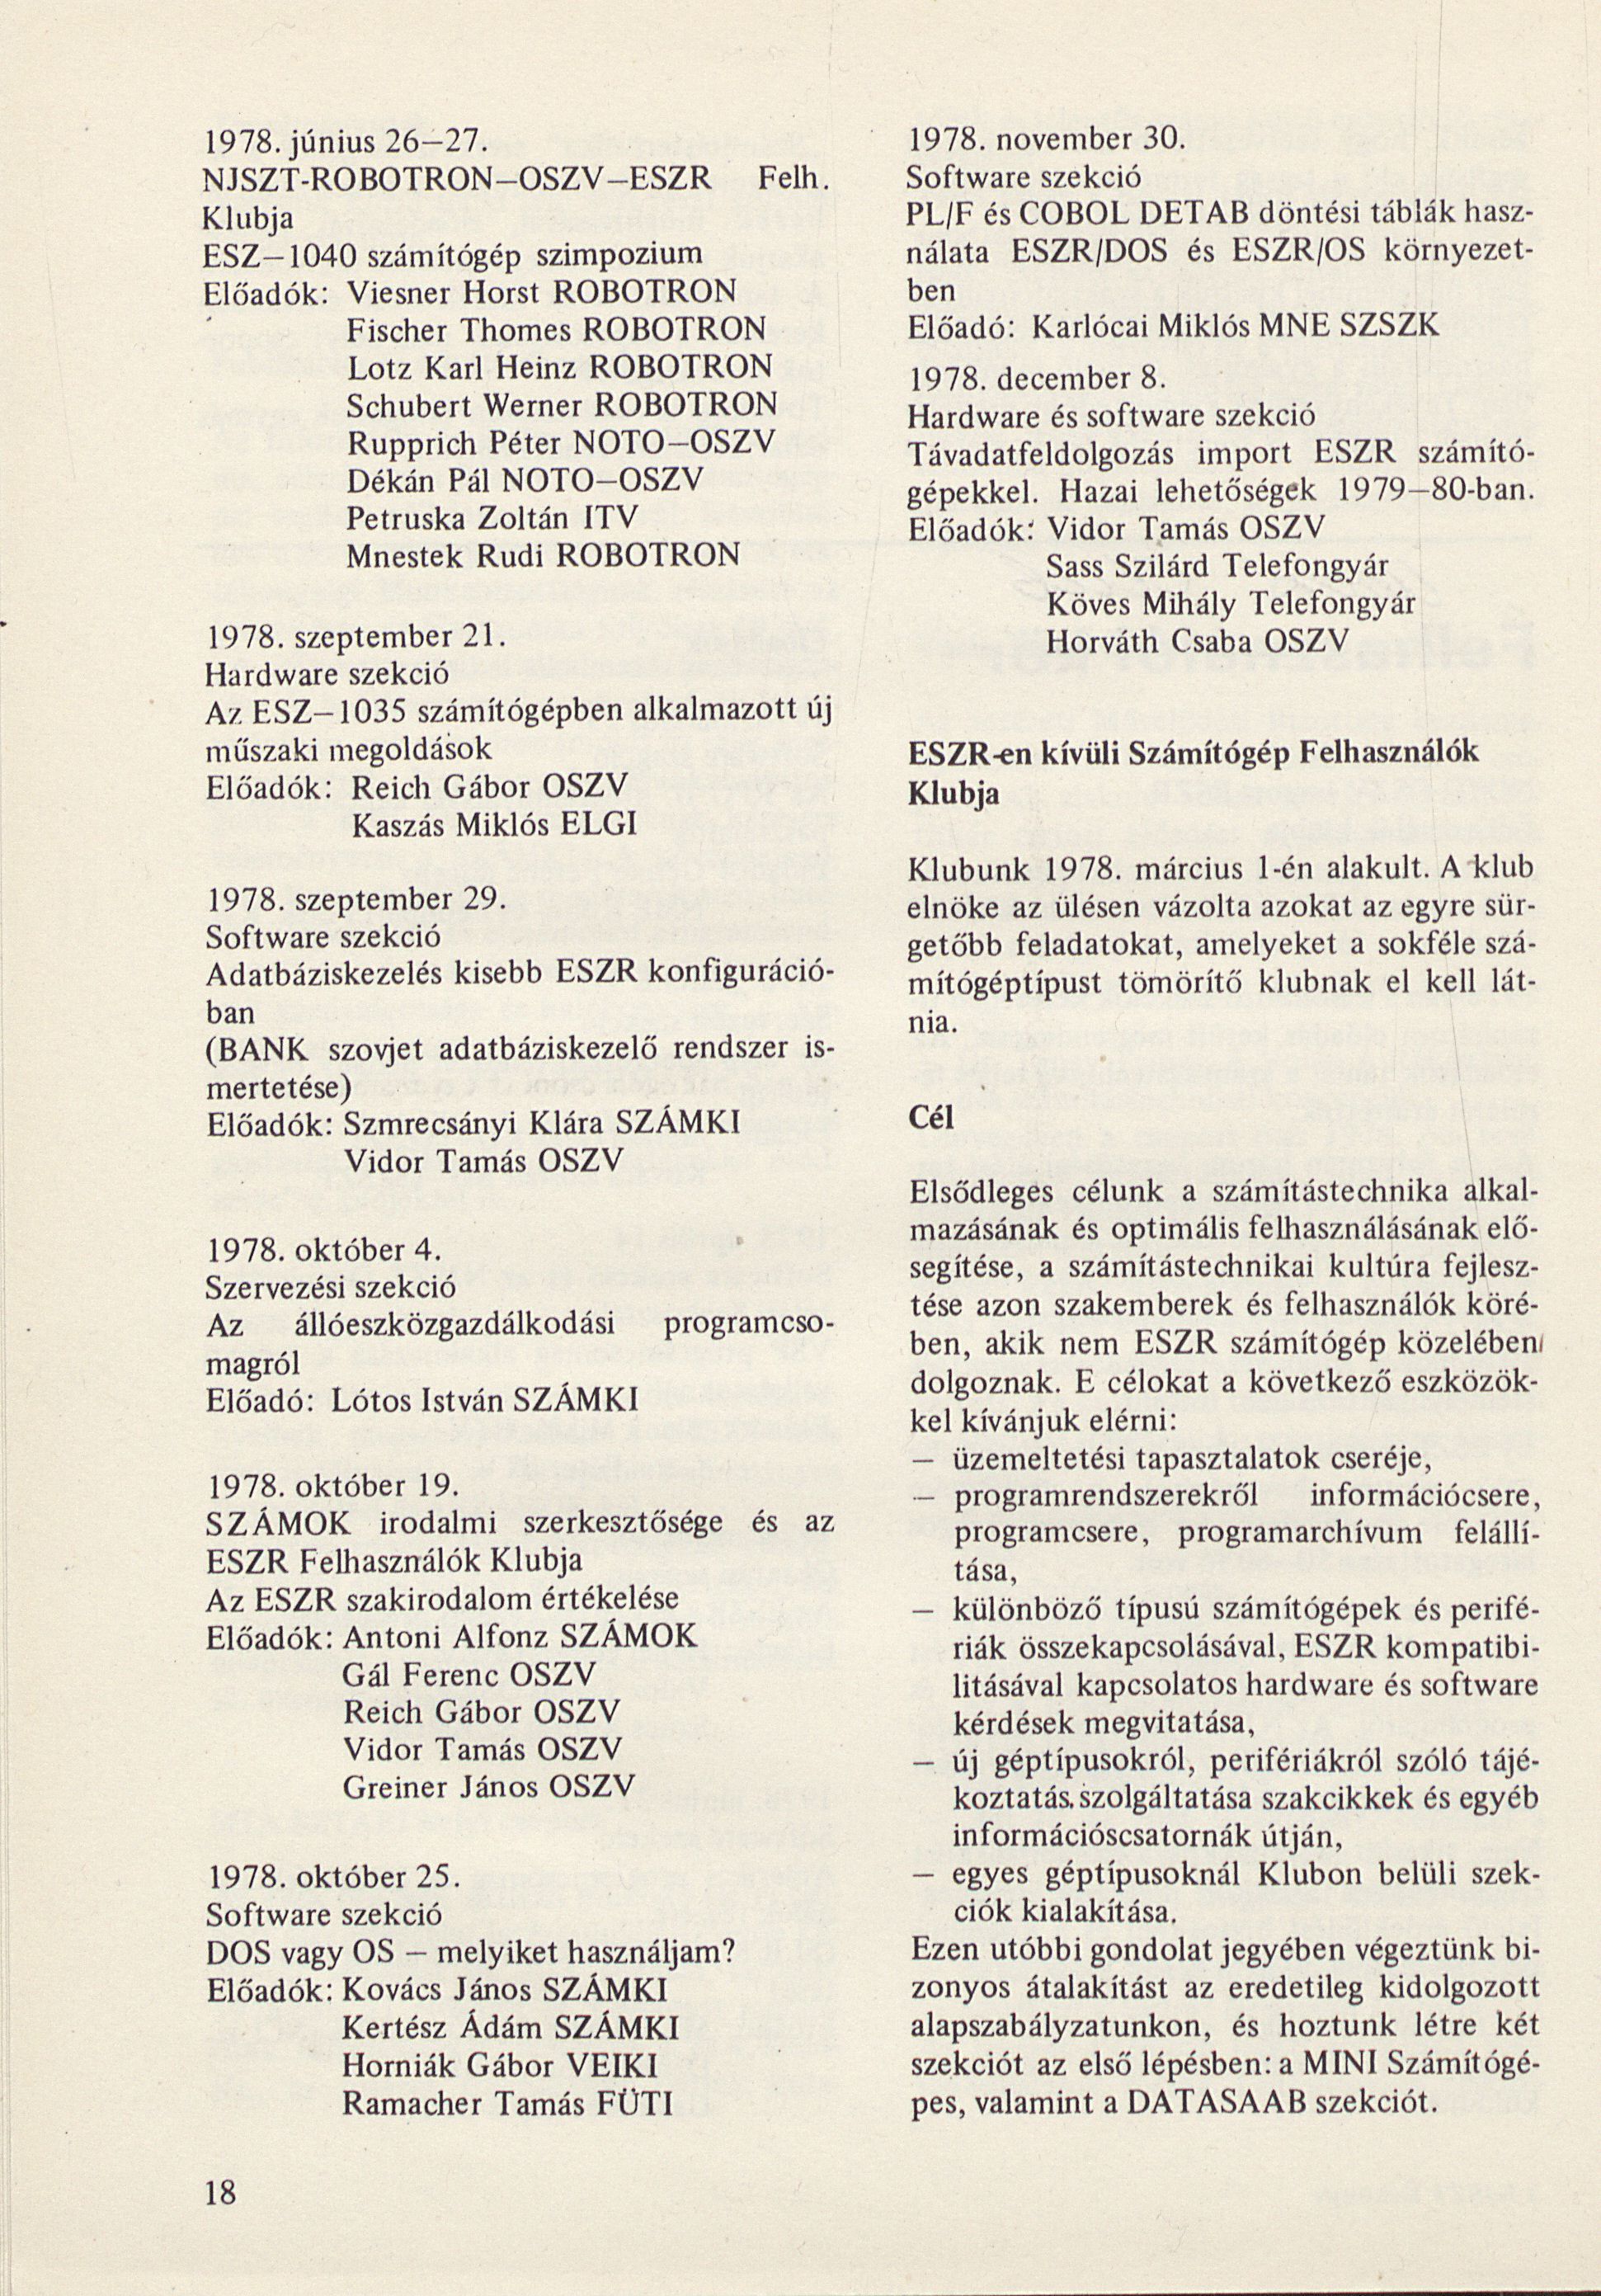 1978. június 26–27.
NJSZT-ROBOTRON–OSZV–ESZR Felh.
Klubja
ESZ–1040 számítógép szimpozium
Előadók: Viesner Horst ROBOTRON
Fischer Thomes ROBOTRON
Lotz Karl Heinz ROBOTRON
Schubert Werner ROBOTRON
Rupprich Péter NOTO–OSZV
Dékán Pál NOTO–OSZV
Petruska Zoltán ITV
Mnestek Rudi ROBOTRON
1978. szeptember 21.
Hardware szekció
Az ESZ–1035 számítógépben alkalmazott új
műszaki megoldások
Előadók: Reich Gábor OSZV
Kaszás Miklós ELGI
1978. szeptember 29.
Software szekció
Adatbáziskezelés kisebb ESZR konfiguráció-
ban
(BANK szovjet adatbáziskezelő rendszer is-
mertetése)
Előadók: Szmrecsányi Klára SZÁMKI
Vidor Tamás OSZV
1978. október 4.
Szervezési szekció
Az állóeszközgazdálkodási programcso-
magról
Előadó: Lótos István SZÁMKI
1978. október 19.
SZÁMOK irodalmi szerkesztősége és az
ESZR Felhasználók Klubja
Az ESZR szakirodalom értékelése
Előadók: Antoni Alfonz SZÁMOK
Gál Ferenc OSZV
Reich Gábor OSZV
Vidor Tamás OSZV
Greiner János OSZV
1978. október 25.
Software szekció
DOS vagy OS – melyiket használjam?
Előadók: Kovács János SZÁMKI
Kertész Ádám SZÁMKI
Horniák Gábor VEIKI
Ramacher Tamás FÜTI
18
1978. november 30.
Software szekció
PL/F és COBOL DETAB döntési táblák hasz-
nálata ESZR/DOS és ESZR/OS környezet-
ben
Előadó: Karlócai Miklós MNE SZSZK
1978. december 8.
Hardware és software szekció
Távadatfeldolgozás import ESZR számító-
gépekkel. Hazai lehetőségek 1979–80-ban.
Előadók: Vidor Tamás OSZV
Sass Szilárd Telefongyár
Köves Mihály Telefongyár
Horváth Csaba OSZV
ESZR-en kívüli Számítógép Felhasználók
Klubja
Klubunk 1978. március 1-én alakult. A klub
elnöke az ülésen vázolta azokat az egyre sür-
getőbb feladatokat, amelyeket a sokféle szá-
mítógéptípust tömörítő klubnak el kell lát-
nia.
Cél
Elsődleges célunk a számítástechnika alkal-
mazásának és optimális felhasználásának elő-
segítése, a számítástechnikai kultúra fejlesz-
tése azon szakemberek és felhasználók köré-
ben, akik nem ESZR számítógép közelében
dolgoznak. E célokat a következő eszközök-
kel kívánjuk elérni:
– üzemeltetési tapasztalatok cseréje,
– programrendszerekről információcsere,
programcsere, programarchívum felállí-
tása,
– különböző típusú számítógépek és perifé-
riák összekapcsolásával, ESZR kompatibi-
litásával kapcsolatos hardware és software
kérdések megvitatása,
– új géptípusokról, perifériákról szóló tájé-
koztatás szolgáltatása szakcikkek és egyéb
információscsatornák útján,
– egyes géptípusoknál Klubon belüli szek-
ciók kialakítása.
Ezen utóbbi gondolat jegyében végeztünk bi-
zonyos átalakítást az eredetileg kidolgozott
alapszabályzatunkon, és hoztunk létre két
szekciót az első lépésben: a MINI Számítógé-
pes, valamint a DATASAAB szekciót.